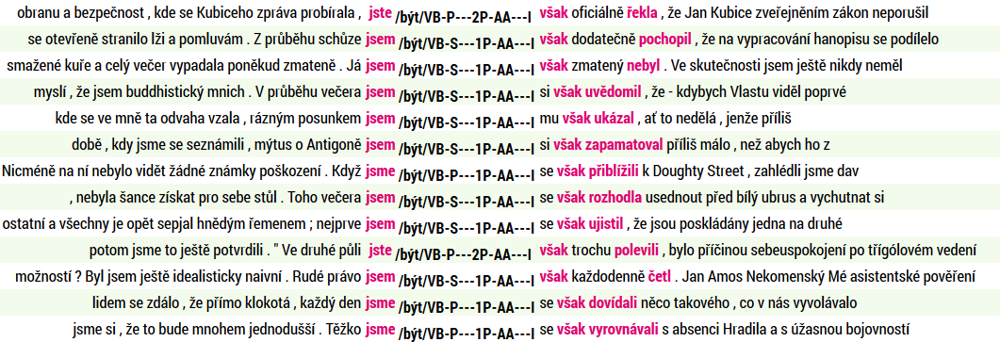 obranu a bezpečnost , kde se Kubiceho zpráva probírala , jste /být/VB-P---2P-AA---I však oficiálně řekla , že Jan Kubice zveřejněním zákon neporušil
se otevřeně stranilo lži a pomluvám . Z průběhu schůze jsem /být/VB-S---1P-AA---I však dodatečně pochopil , že na vypracování hanopisu se podílelo
smažené kuře a celý večer vypadala poněkud zmateně . Já jsem /být/VB-S---1P-AA---I však zmatený nebyl . Ve skutečnosti jsem ještě nikdy neměl
myslí , že jsem buddhistický mnich . V průběhu večera jsem /být/VB-S---1P-AA---I si však uvědomil , že - kdybych Vlastu viděl poprvé
kde se ve mně ta odvaha vzala , rázným posunkem jsem /být/VB-S---1P-AA---I mu však ukázal , ať to nedělá , jenže příliš
době , kdy jsme se seznámili , mýtus o Antigoně jsem /být/VB-S---1P-AA---I si však zapamatoval příliš málo , než abych ho z
Nicméně na ní nebylo vidět žádné známky poškození . Když jsme /být/VB-P---1P-AA---I se však přiblížili k Doughty Street , zahlédli jsme dav
, nebyla šance získat pro sebe stůl . Toho večera jsem /být/VB-S---1P-AA---I se však rozhodla usednout před bílý ubrus a vychutnat si
ostatní a všechny je opět sepjal hnědým řemenem ; nejprve jsem /být/VB-S---1P-AA---I se však ujistil , že jsou poskládány jedna na druhé
potom jsme to ještě potvrdili . " Ve druhé půli jste /být/VB-P---2P-AA---I však trochu polevili , bylo příčinou sebeuspokojení po třígólovém vedení
možností ? Byl jsem ještě idealisticky naivní . Rudé právo jsem /být/VB-S---1P-AA---I však každodenně četl . Jan Amos Nekomenský Mé asistentské pověření
lidem se zdálo , že přímo klokotá , každý den jsme /být/VB-P---1P-AA---I se však dovídali něco takového , co v nás vyvolávalo
jsme si , že to bude mnohem jednodušší . Těžko jsme /být/VB-P---1P-AA---I se však vyrovnávali s absenci Hradila a s úžasnou bojovností